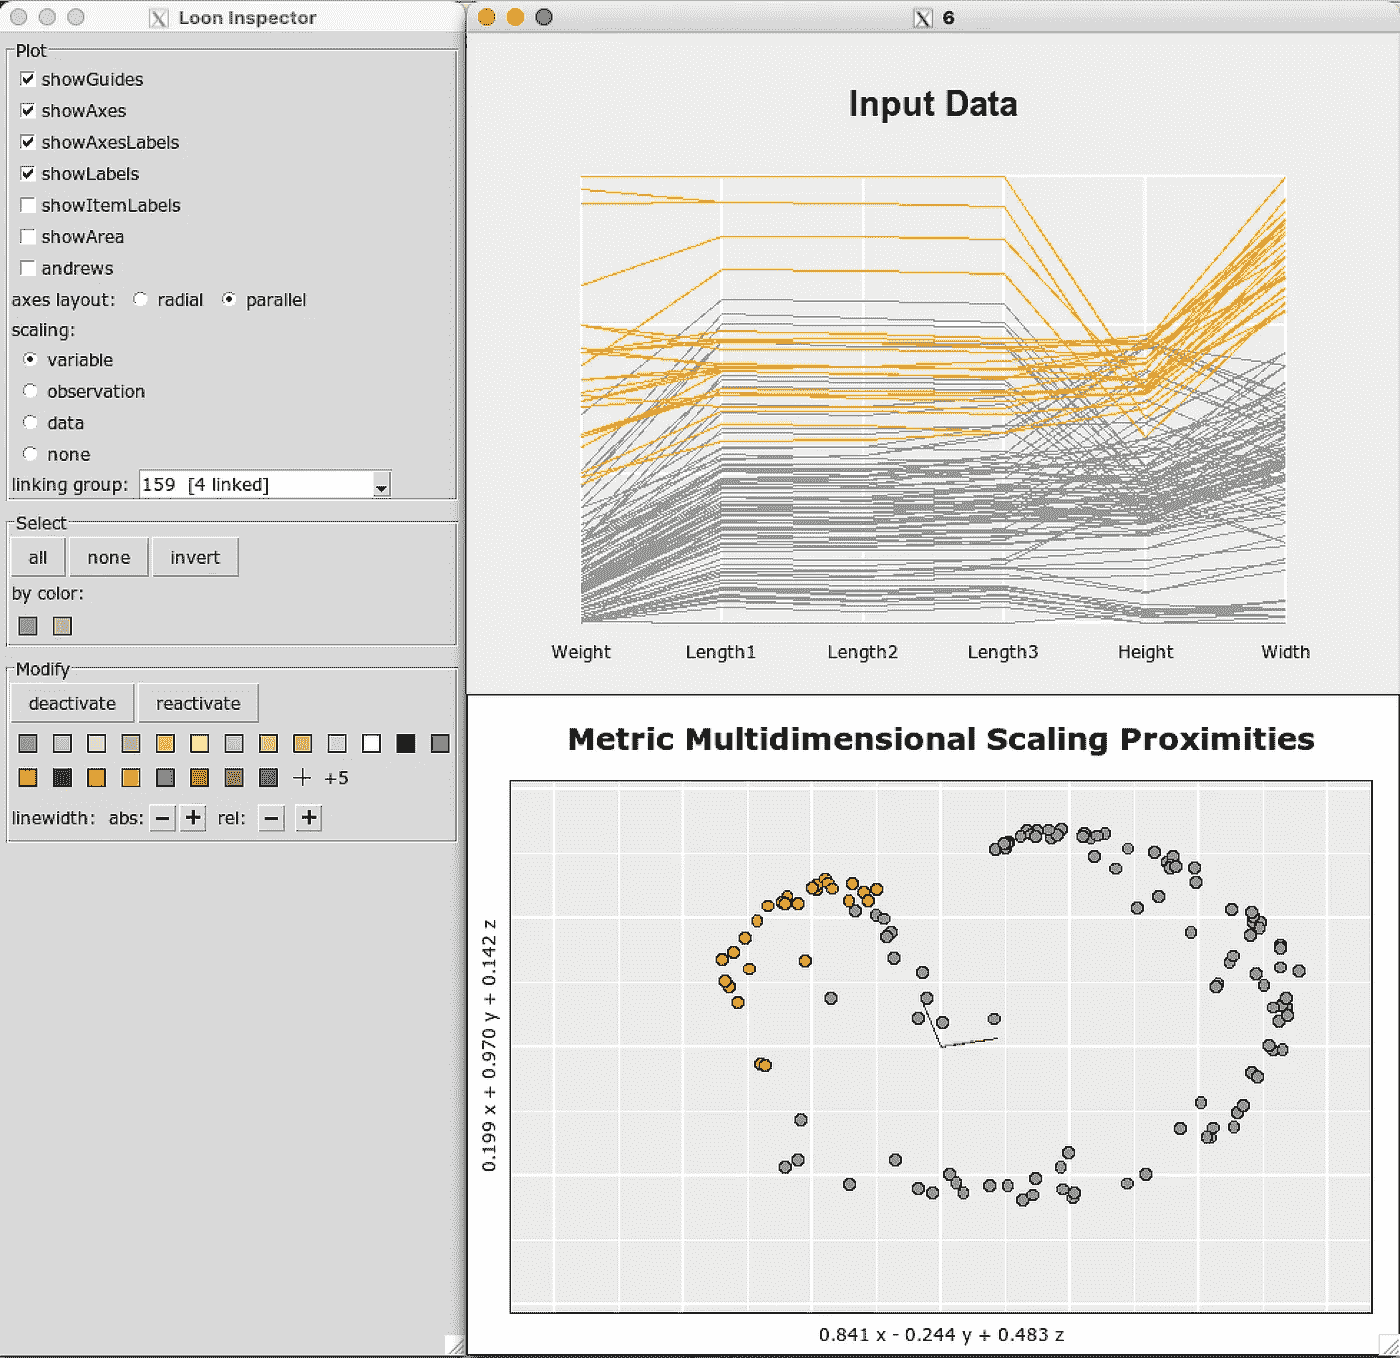 Loon Inspector
Plot
showGuides
showAxes
showAxesLabels
showLabels
showItemLabels
showArea
andrews
axes layout: radial parallel
scaling:
variable
observation
data
none
linking group: 159 [4 linked]
Select
all none invert
by color:
Modify
deactivate reactivate
+5
linewidth: abs: − + rel: − +
6
Input Data
Weight Length1 Length2 Length3 Height Width
Metric Multidimensional Scaling Proximities
0.199 x + 0.970 y + 0.142 z
0.841 x - 0.244 y + 0.483 z